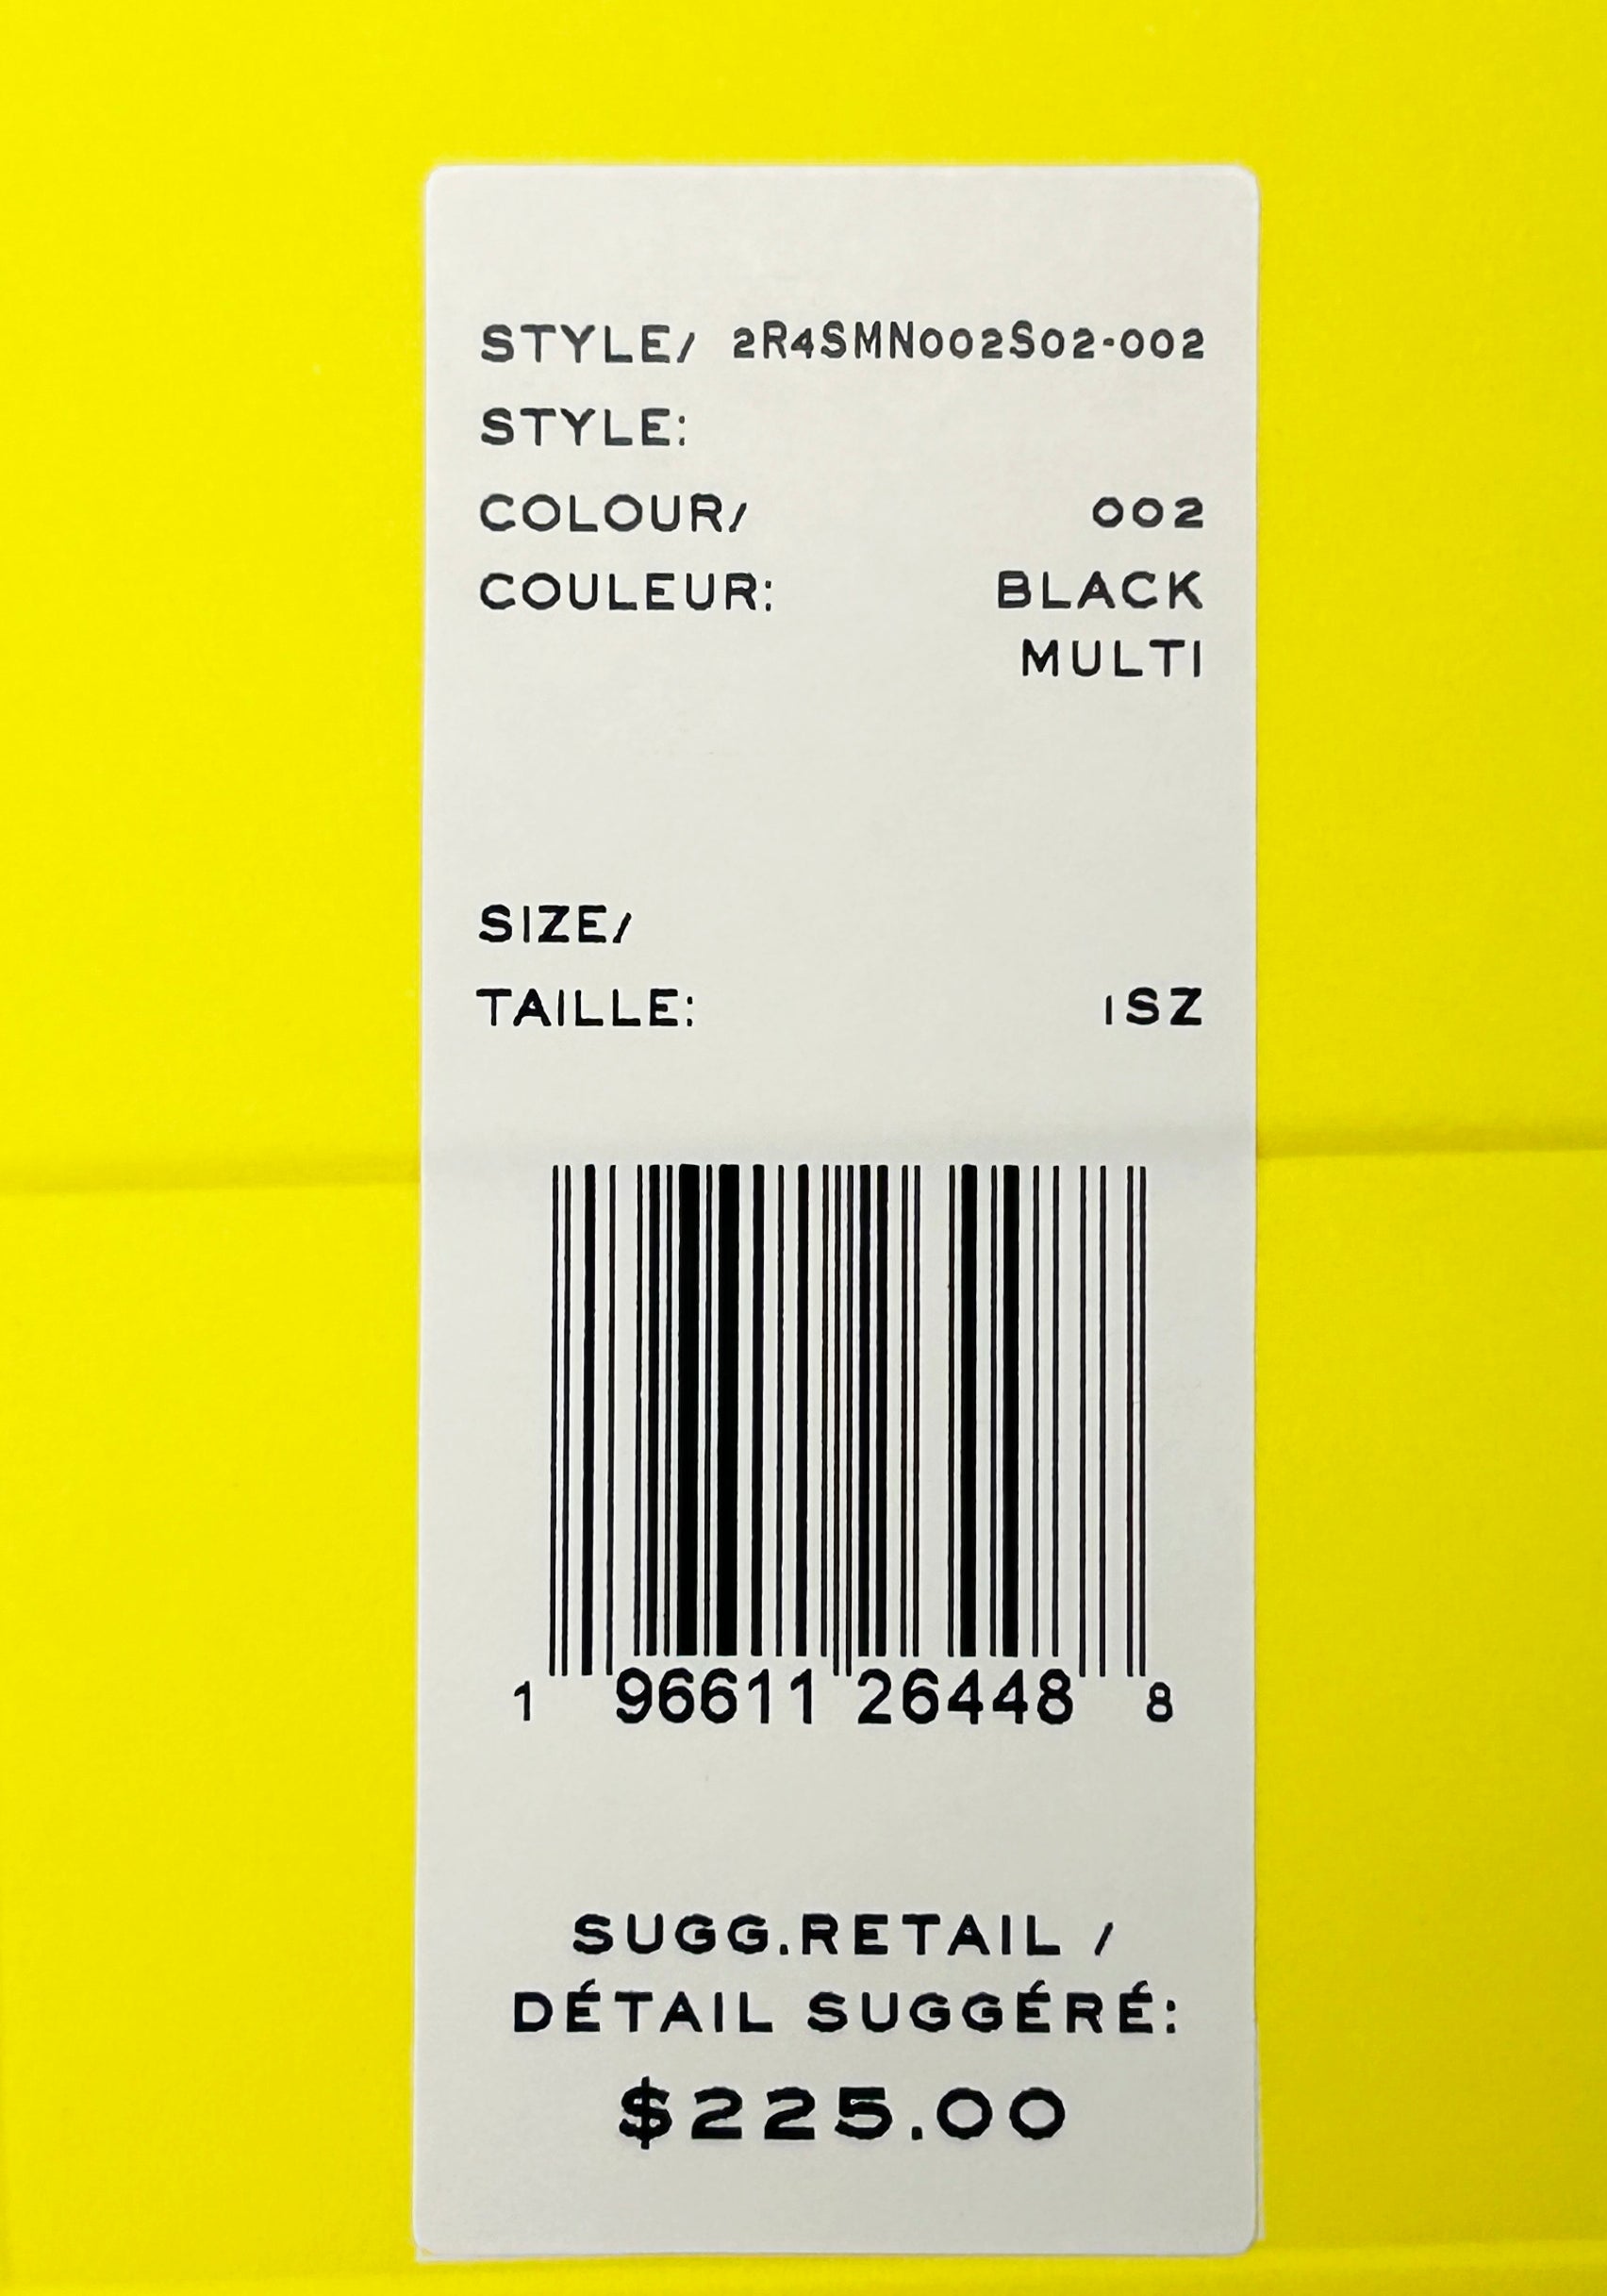 STYLE/ 2R4SMN002S02-002
STYLE:
COLOUR/ 002
COULEUR: BLACK
MULTI
SIZE/
TAILLE: 1SZ
1 96611 26448 8
SUGG.RETAIL /
DÉTAIL SUGGÉRÉ:
$225.00